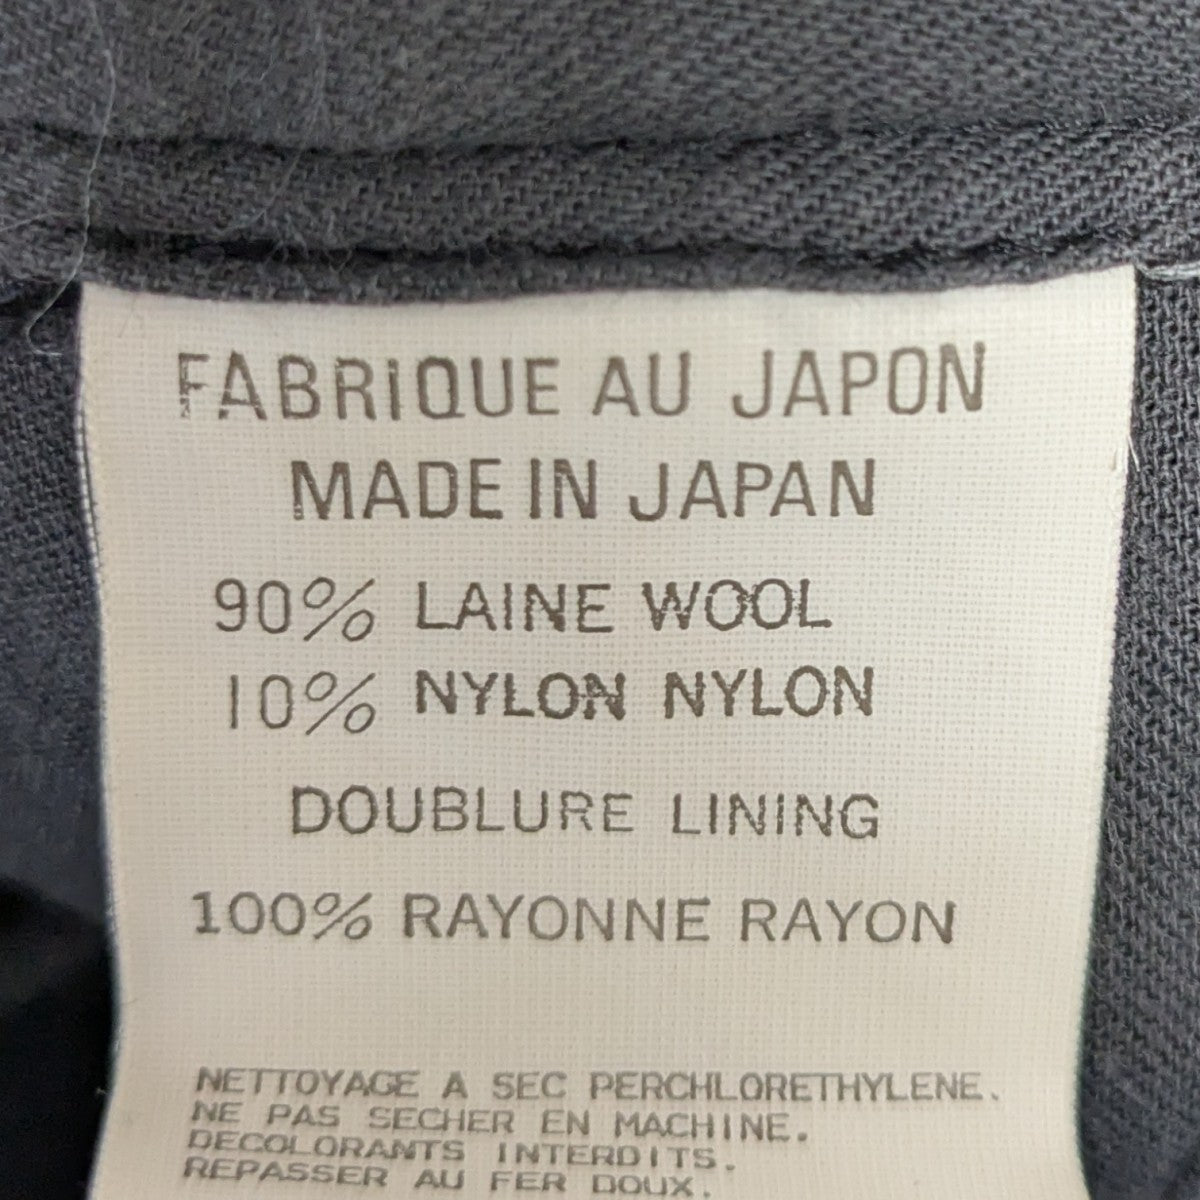 FABRIQUE AU JAPON
MADE IN JAPAN
90% LAINE WOOL
10% NYLON NYLON
DOUBLURE LINING
100% RAYONNE RAYON
NETTOYAGE A SEC PERCHLORETHYLENE.
NE PAS SECHER EN MACHINE.
DECOLORANTS INTERDITS.
REPASSER AU FER DOUX.